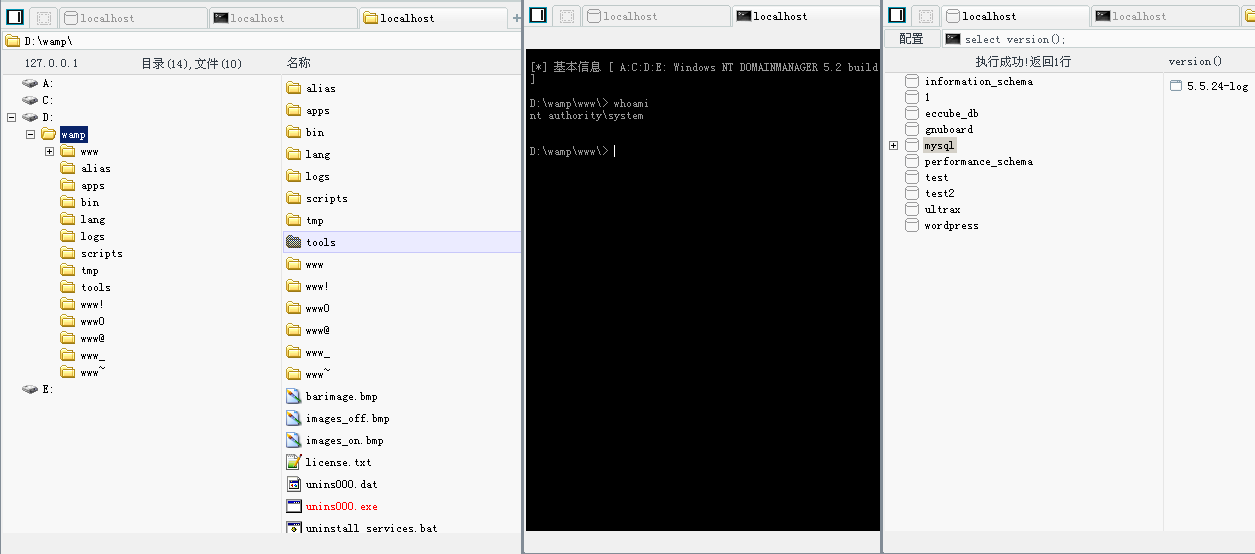 localhost
localhost
localhost
D:\wamp\
127.0.0.1
目录(14),文件(10)
名称
A:
C:
D:
wamp
www
alias
apps
bin
lang
logs
scripts
tmp
tools
www!
www0
www@
www_
www~
E:
alias
apps
bin
lang
logs
scripts
tmp
tools
www
www!
www0
www@
www_
www~
barimage.bmp
images_off.bmp
images_on.bmp
license.txt
unins000.dat
unins000.exe
uninstall_services.bat
localhost
localhost
[*] 基本信息 [ A:C:D:E: Windows NT DOMAINMANAGER 5.2 build
]
D:\wamp\www\> whoami
nt authority\system
D:\wamp\www\>
localhost
localhost
配置
select version();
执行成功!返回1行
version()
information_schema
1
eccube_db
gnuboard
mysql
performance_schema
test
test2
ultrax
wordpress
5.5.24-log